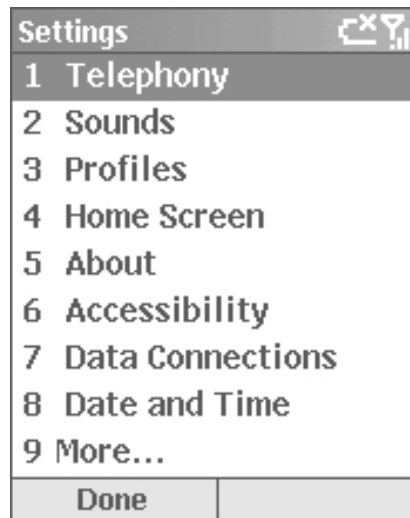 Settings
1 Telephony
2 Sounds
3 Profiles
4 Home Screen
5 About
6 Accessibility
7 Data Connections
8 Date and Time
9 More...
Done